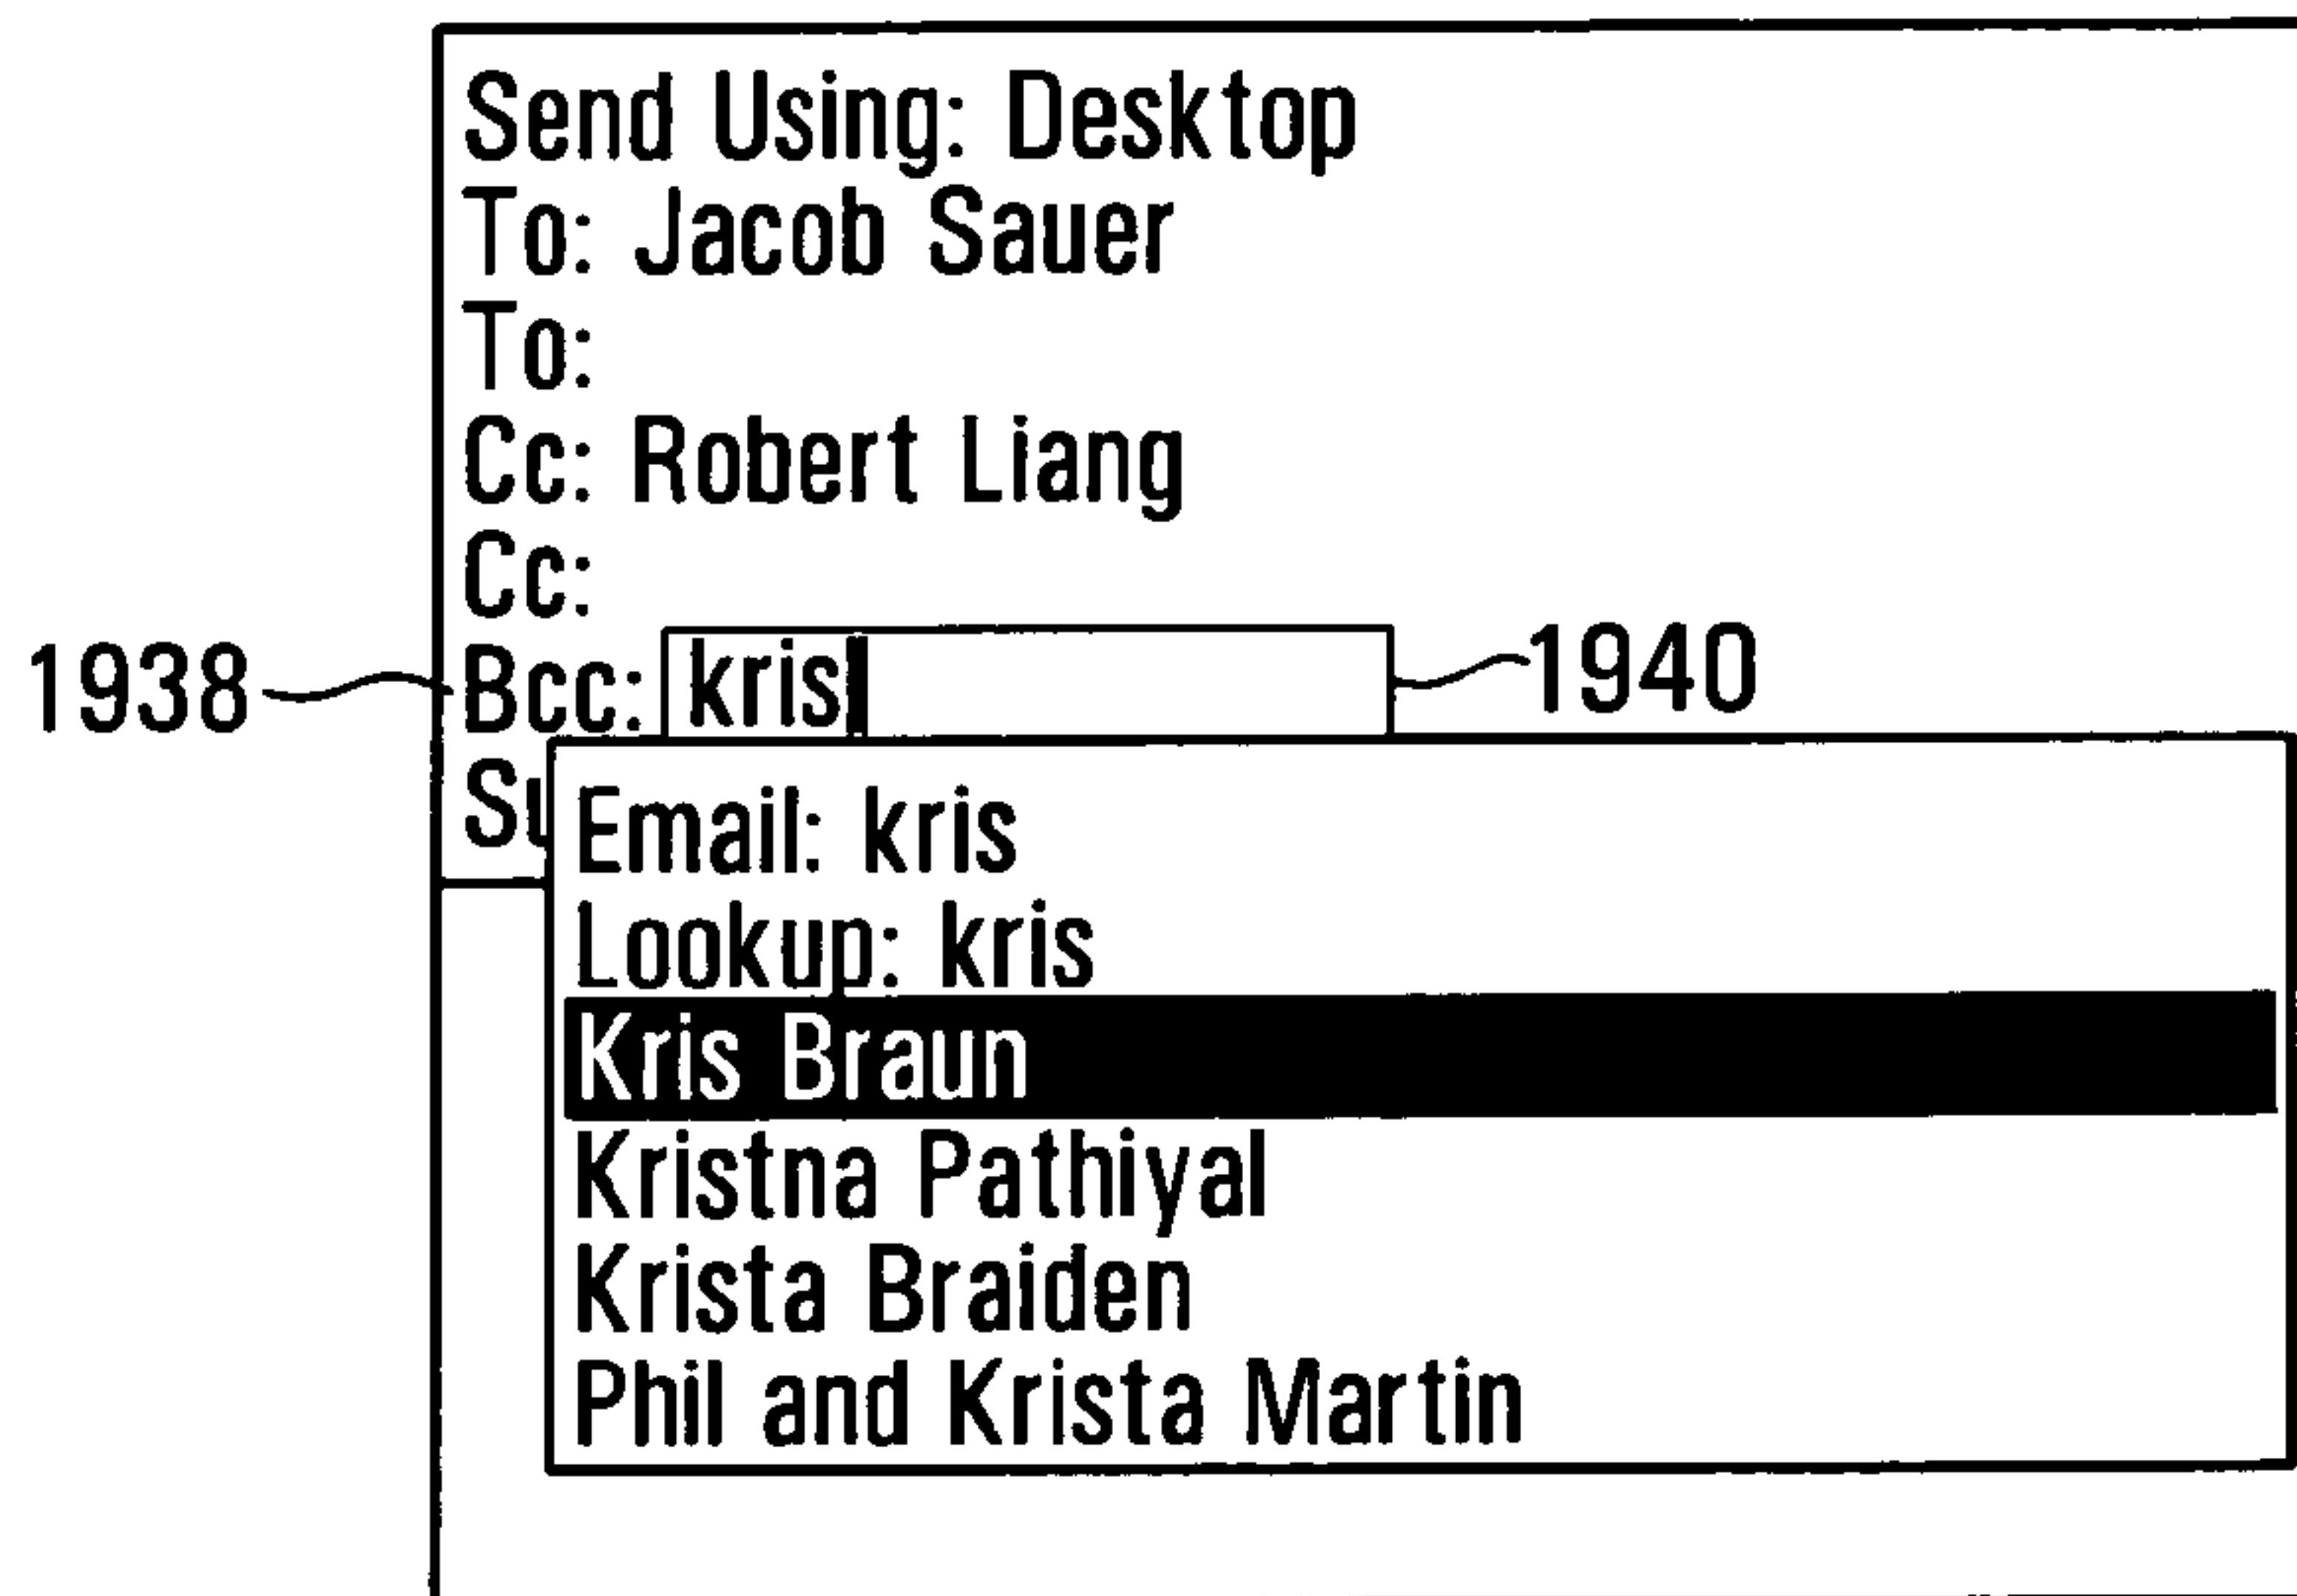 Send Using: Desktop
To: Jacob Sauer
To:
Cc: Robert Liang
Cc:
1938 Bcc: kris 1940
Email: kris
Lookup: kris
Kris Braun
Kristna Pathiyal
Krista Braiden
Phil and Krista Martin